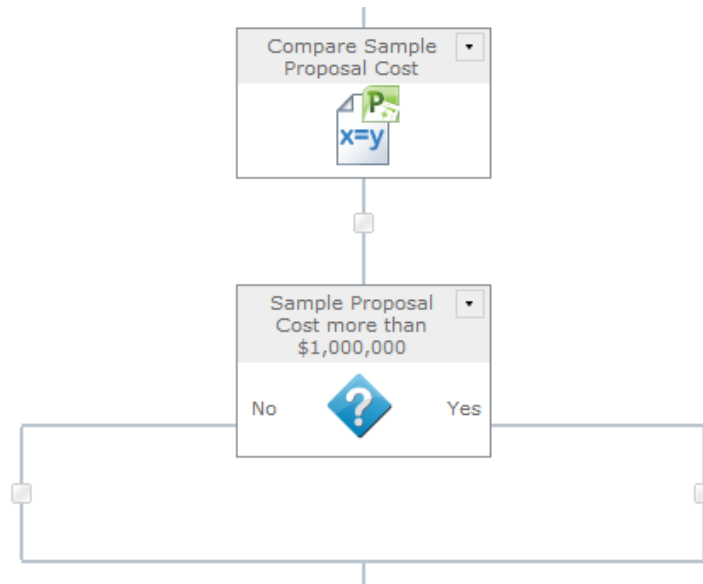 Compare Sample
Proposal Cost
P
x=y
Sample Proposal
Cost more than
$1,000,000
?
No
Yes